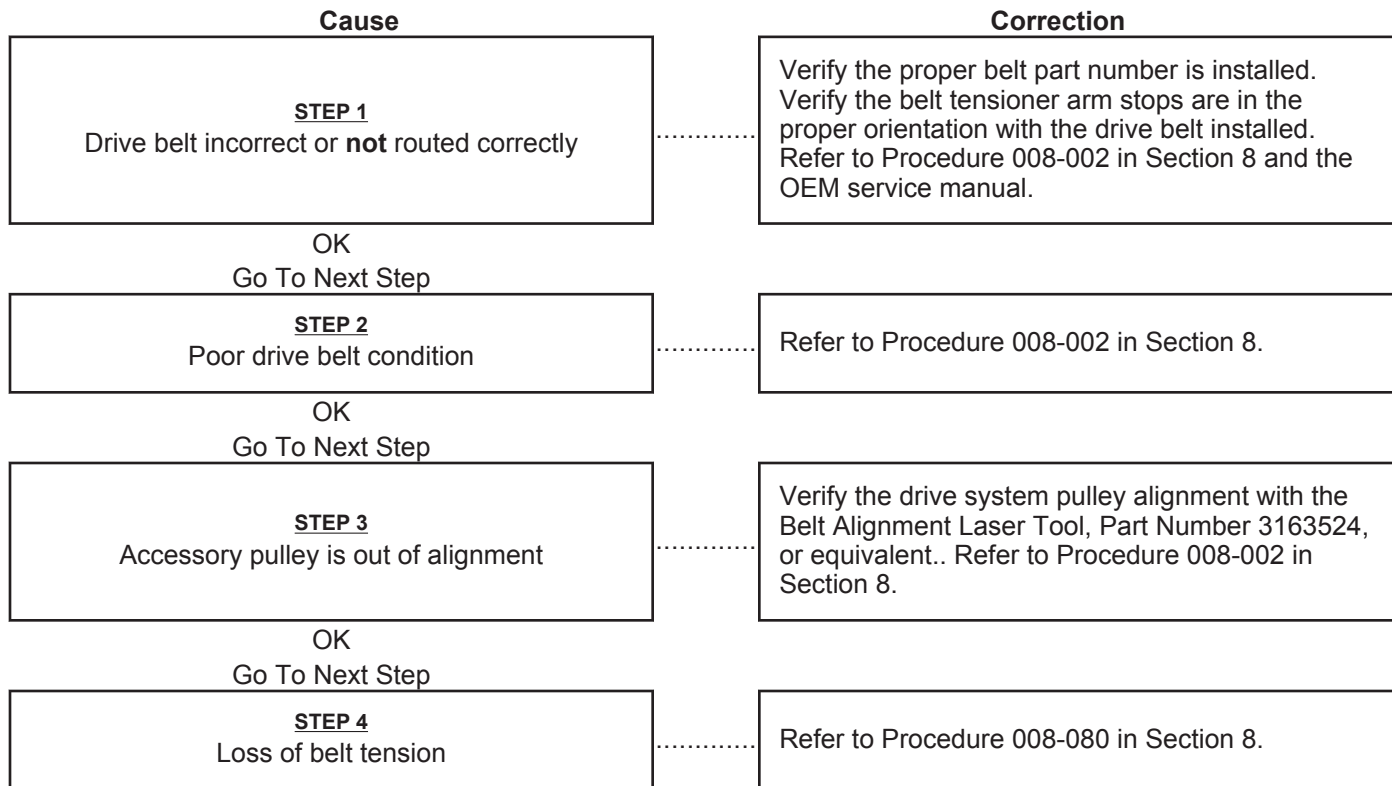 Cause
Correction
STEP 1
Drive belt incorrect or not routed correctly
.............
Verify the proper belt part number is installed.
Verify the belt tensioner arm stops are in the
proper orientation with the drive belt installed.
Refer to Procedure 008-002 in Section 8 and the
OEM service manual.
OK
Go To Next Step
STEP 2
Poor drive belt condition
.............
Refer to Procedure 008-002 in Section 8.
OK
Go To Next Step
STEP 3
Accessory pulley is out of alignment
.............
Verify the drive system pulley alignment with the
Belt Alignment Laser Tool, Part Number 3163524,
or equivalent.. Refer to Procedure 008-002 in
Section 8.
OK
Go To Next Step
STEP 4
Loss of belt tension
.............
Refer to Procedure 008-080 in Section 8.